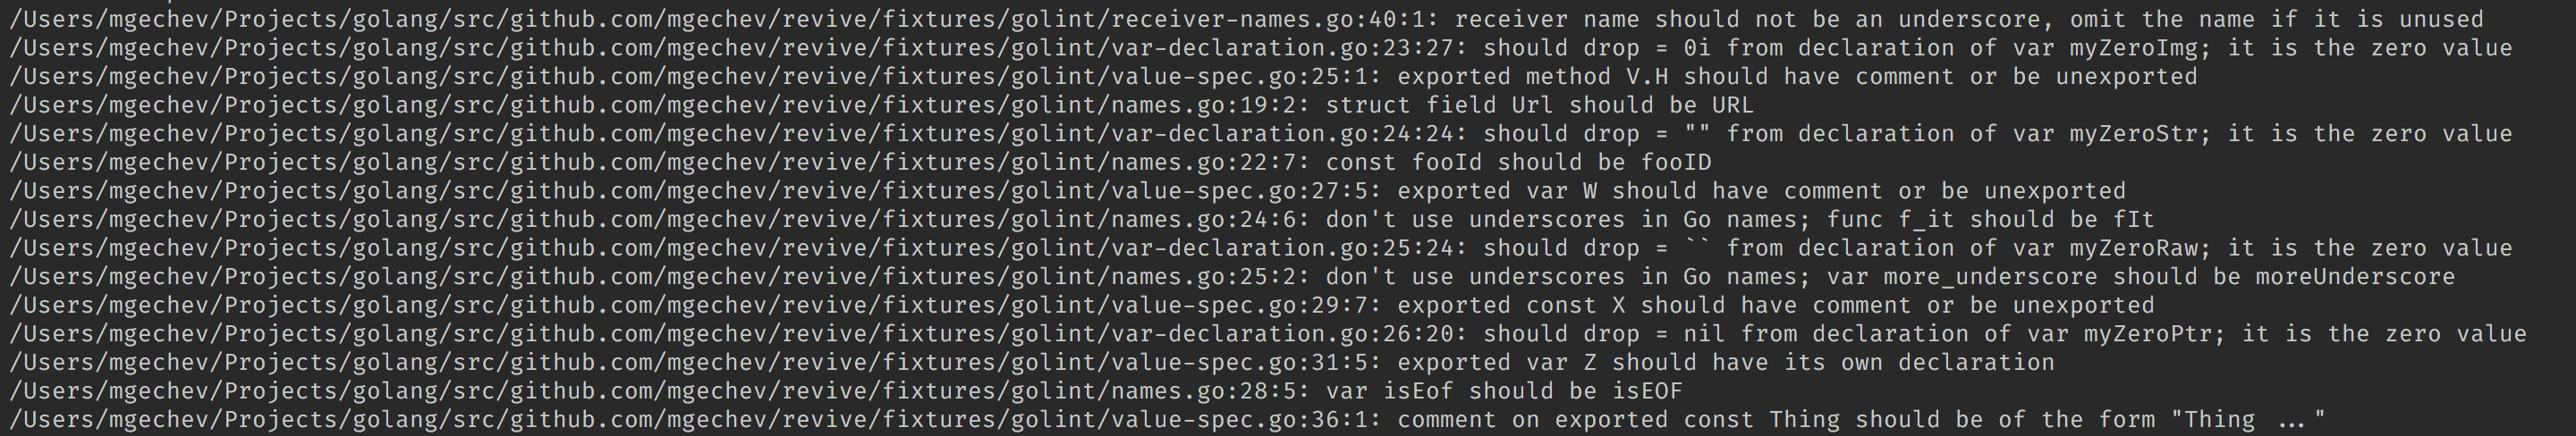 /Users/mgechev/Projects/golang/src/github.com/mgechev/revive/fixtures/golint/receiver-names.go:40:1: receiver name should not be an underscore, omit the name if it is unused
/Users/mgechev/Projects/golang/src/github.com/mgechev/revive/fixtures/golint/var-declaration.go:23:27: should drop = 0i from declaration of var myZeroImg; it is the zero value
/Users/mgechev/Projects/golang/src/github.com/mgechev/revive/fixtures/golint/value-spec.go:25:1: exported method V.H should have comment or be unexported
/Users/mgechev/Projects/golang/src/github.com/mgechev/revive/fixtures/golint/names.go:19:2: struct field Url should be URL
/Users/mgechev/Projects/golang/src/github.com/mgechev/revive/fixtures/golint/var-declaration.go:24:24: should drop = "" from declaration of var myZeroStr; it is the zero value
/Users/mgechev/Projects/golang/src/github.com/mgechev/revive/fixtures/golint/names.go:22:7: const fooId should be fooID
/Users/mgechev/Projects/golang/src/github.com/mgechev/revive/fixtures/golint/value-spec.go:27:5: exported var W should have comment or be unexported
/Users/mgechev/Projects/golang/src/github.com/mgechev/revive/fixtures/golint/names.go:24:6: don't use underscores in Go names; func f_it should be fIt
/Users/mgechev/Projects/golang/src/github.com/mgechev/revive/fixtures/golint/var-declaration.go:25:24: should drop = `` from declaration of var myZeroRaw; it is the zero value
/Users/mgechev/Projects/golang/src/github.com/mgechev/revive/fixtures/golint/names.go:25:2: don't use underscores in Go names; var more_underscore should be moreUnderscore
/Users/mgechev/Projects/golang/src/github.com/mgechev/revive/fixtures/golint/value-spec.go:29:7: exported const X should have comment or be unexported
/Users/mgechev/Projects/golang/src/github.com/mgechev/revive/fixtures/golint/var-declaration.go:26:20: should drop = nil from declaration of var myZeroPtr; it is the zero value
/Users/mgechev/Projects/golang/src/github.com/mgechev/revive/fixtures/golint/value-spec.go:31:5: exported var Z should have its own declaration
/Users/mgechev/Projects/golang/src/github.com/mgechev/revive/fixtures/golint/names.go:28:5: var isEof should be isEOF
/Users/mgechev/Projects/golang/src/github.com/mgechev/revive/fixtures/golint/value-spec.go:36:1: comment on exported const Thing should be of the form "Thing ..."